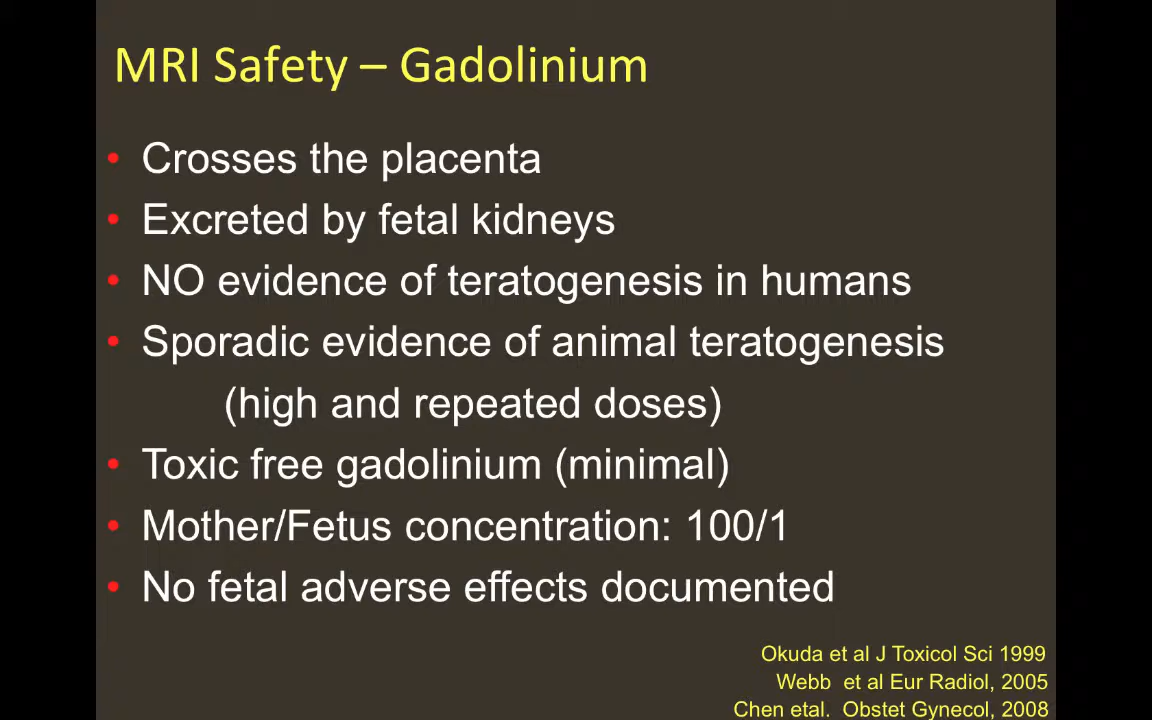 MRI Safety – Gadolinium
• Crosses the placenta
• Excreted by fetal kidneys
• NO evidence of teratogenesis in humans
• Sporadic evidence of animal teratogenesis
(high and repeated doses)
• Toxic free gadolinium (minimal)
• Mother/Fetus concentration: 100/1
• No fetal adverse effects documented
Okuda et al J Toxicol Sci 1999
Webb et al Eur Radiol, 2005
Chen etal. Obstet Gynecol, 2008